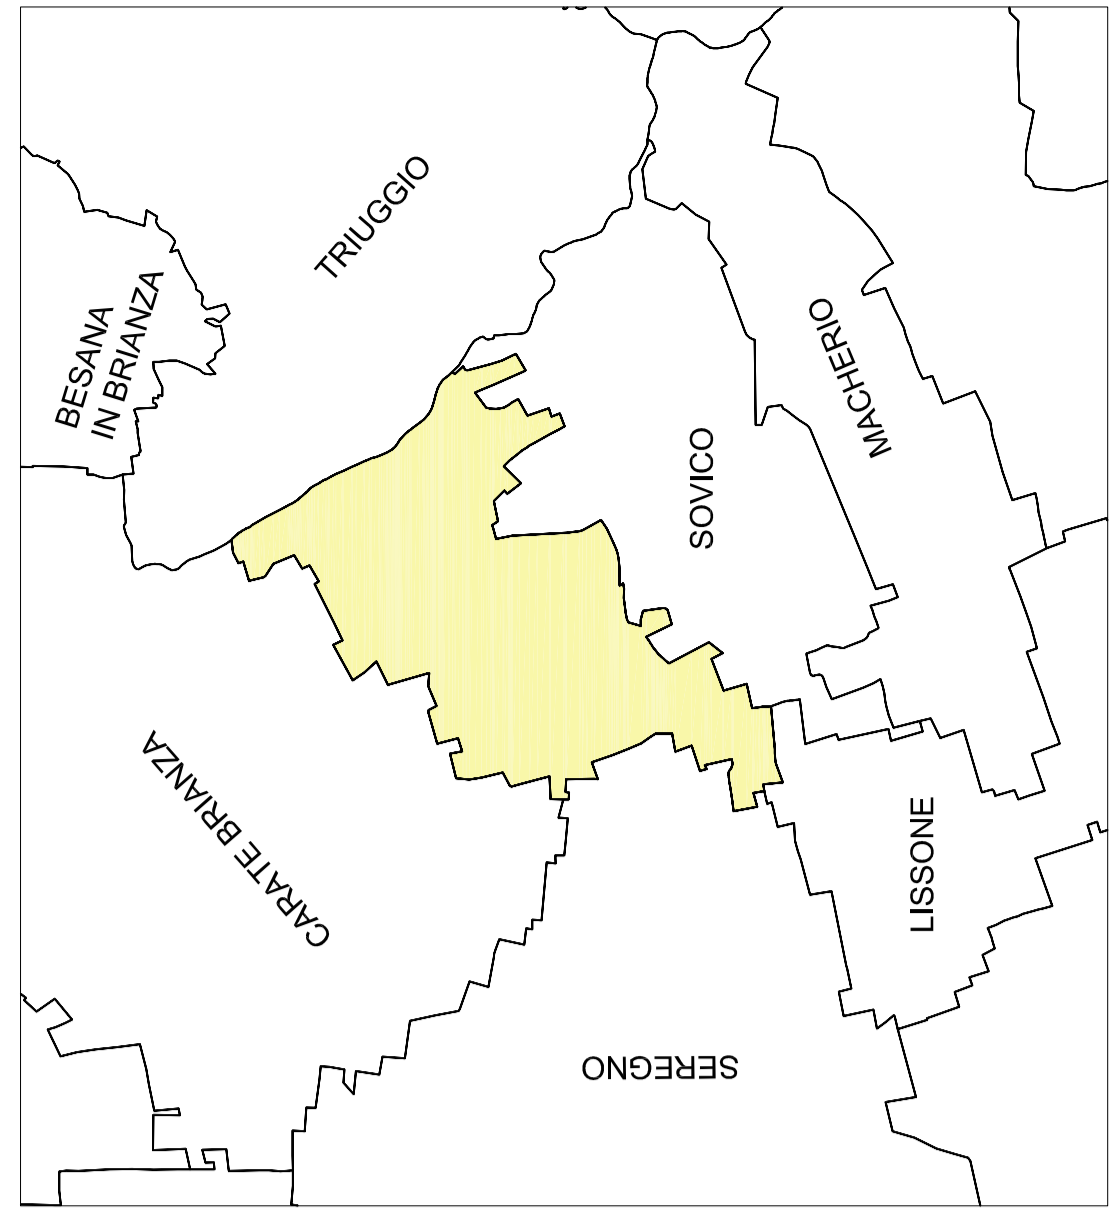 TRIUGGIO
BESANA
IN BRIANZA
MACHERIO
SOVICO
CARATE BRIANZA
LISSONE
SEREGNO